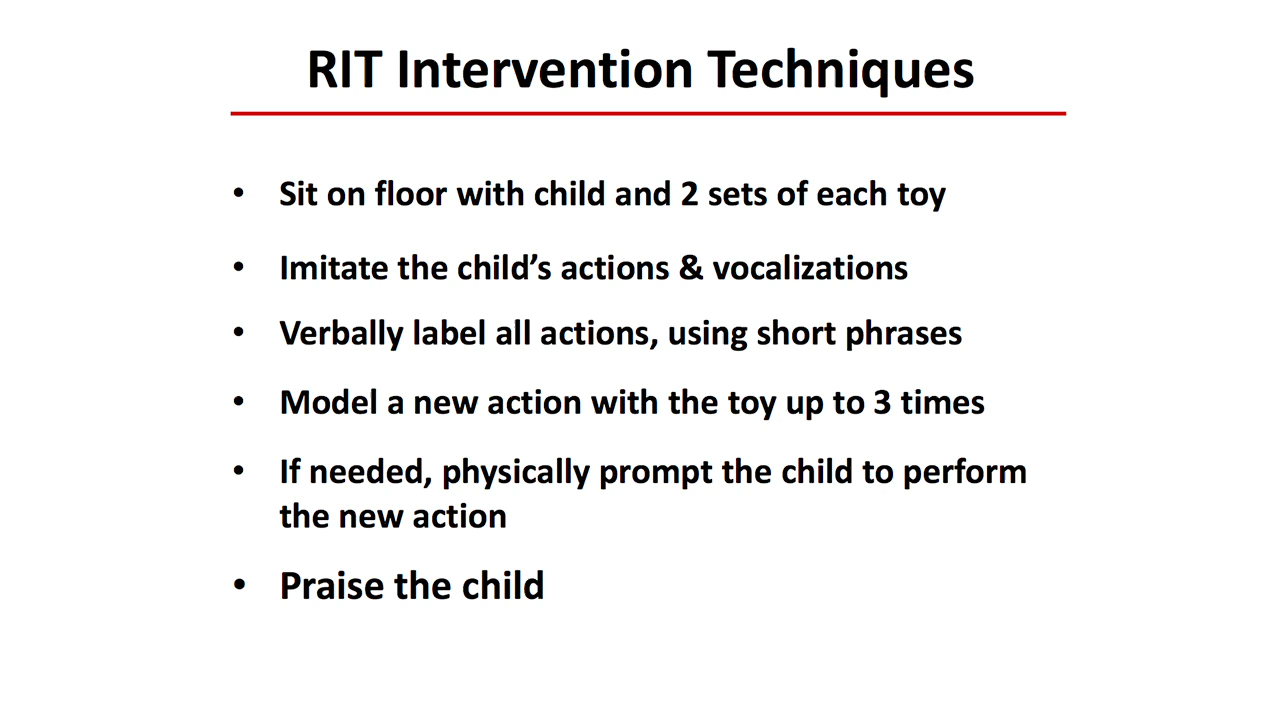 RIT Intervention Techniques
• Sit on floor with child and 2 sets of each toy
• Imitate the child’s actions & vocalizations
• Verbally label all actions, using short phrases
• Model a new action with the toy up to 3 times
• If needed, physically prompt the child to perform
the new action
• Praise the child